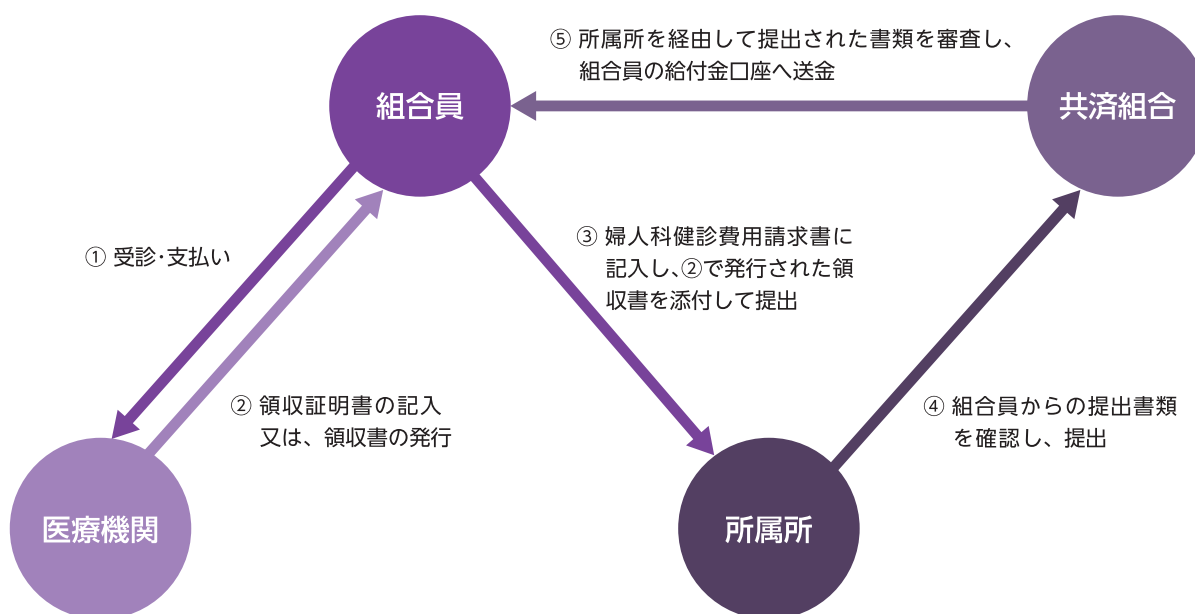 ⑤ 所属所を経由して提出された書類を審査し、
組合員の給付金口座へ送金
組合員
共済組合
① 受診・支払い
③ 婦人科健診費用請求書に
記入し、②で発行された領
収書を添付して提出
② 領収証明書の記入
又は、領収書の発行
④ 組合員からの提出書類
を確認し、提出
医療機関
所属所